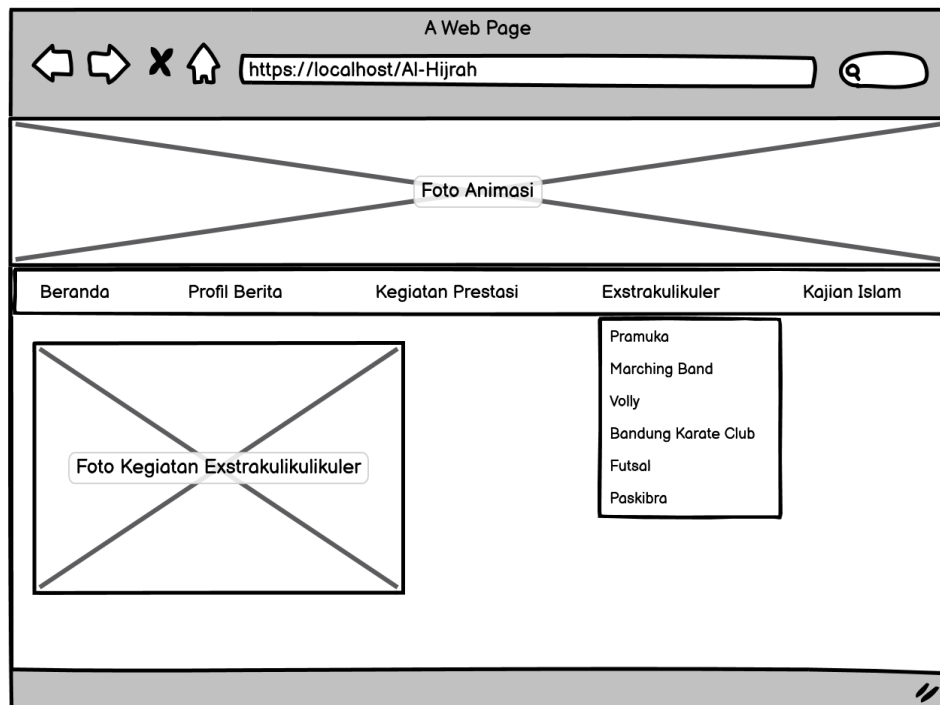 A Web Page
https://localhost/Al-Hijrah
Foto Animasi
Beranda Profil Berita Kegiatan Prestasi Exstrakulikuler Kajian Islam
Pramuka
Marching Band
Volly
Bandung Karate Club
Futsal
Paskibra
Foto Kegiatan Exstrakulikulikuler